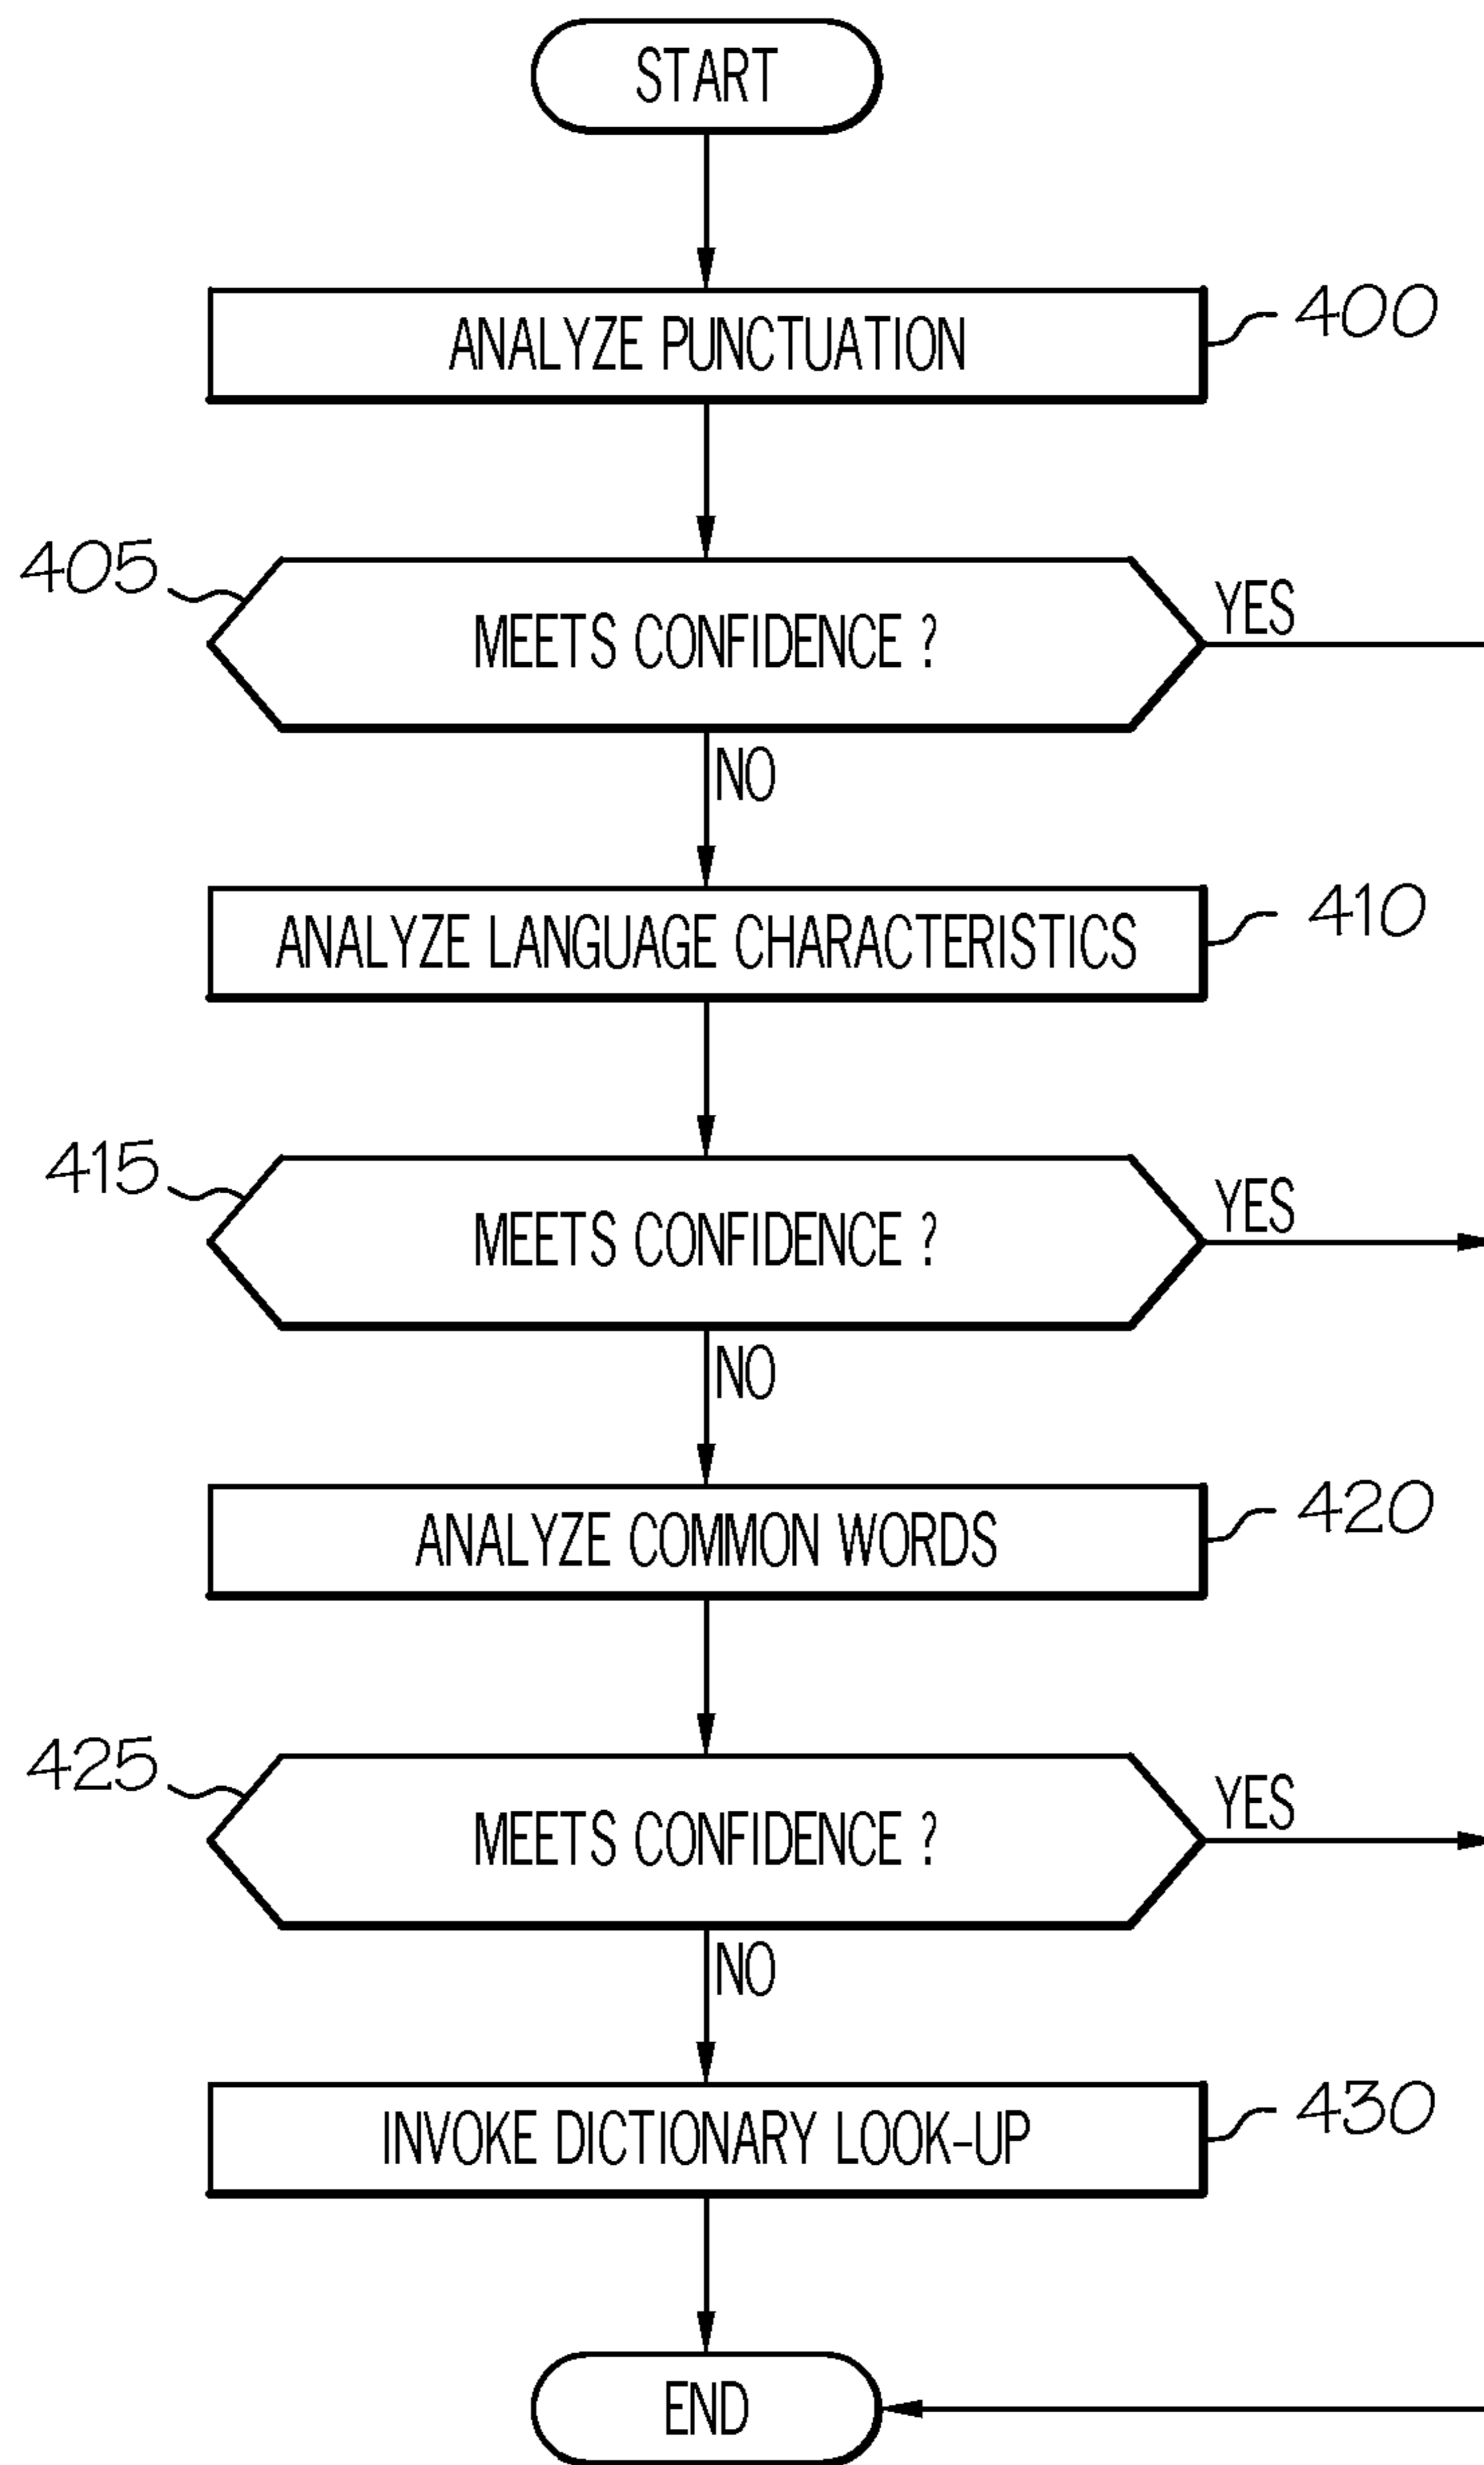 START
ANALYZE PUNCTUATION
400
405
MEETS CONFIDENCE ?
YES
NO
ANALYZE LANGUAGE CHARACTERISTICS
410
415
MEETS CONFIDENCE ?
YES
NO
ANALYZE COMMON WORDS
420
425
MEETS CONFIDENCE ?
YES
NO
INVOKE DICTIONARY LOOK-UP
430
END